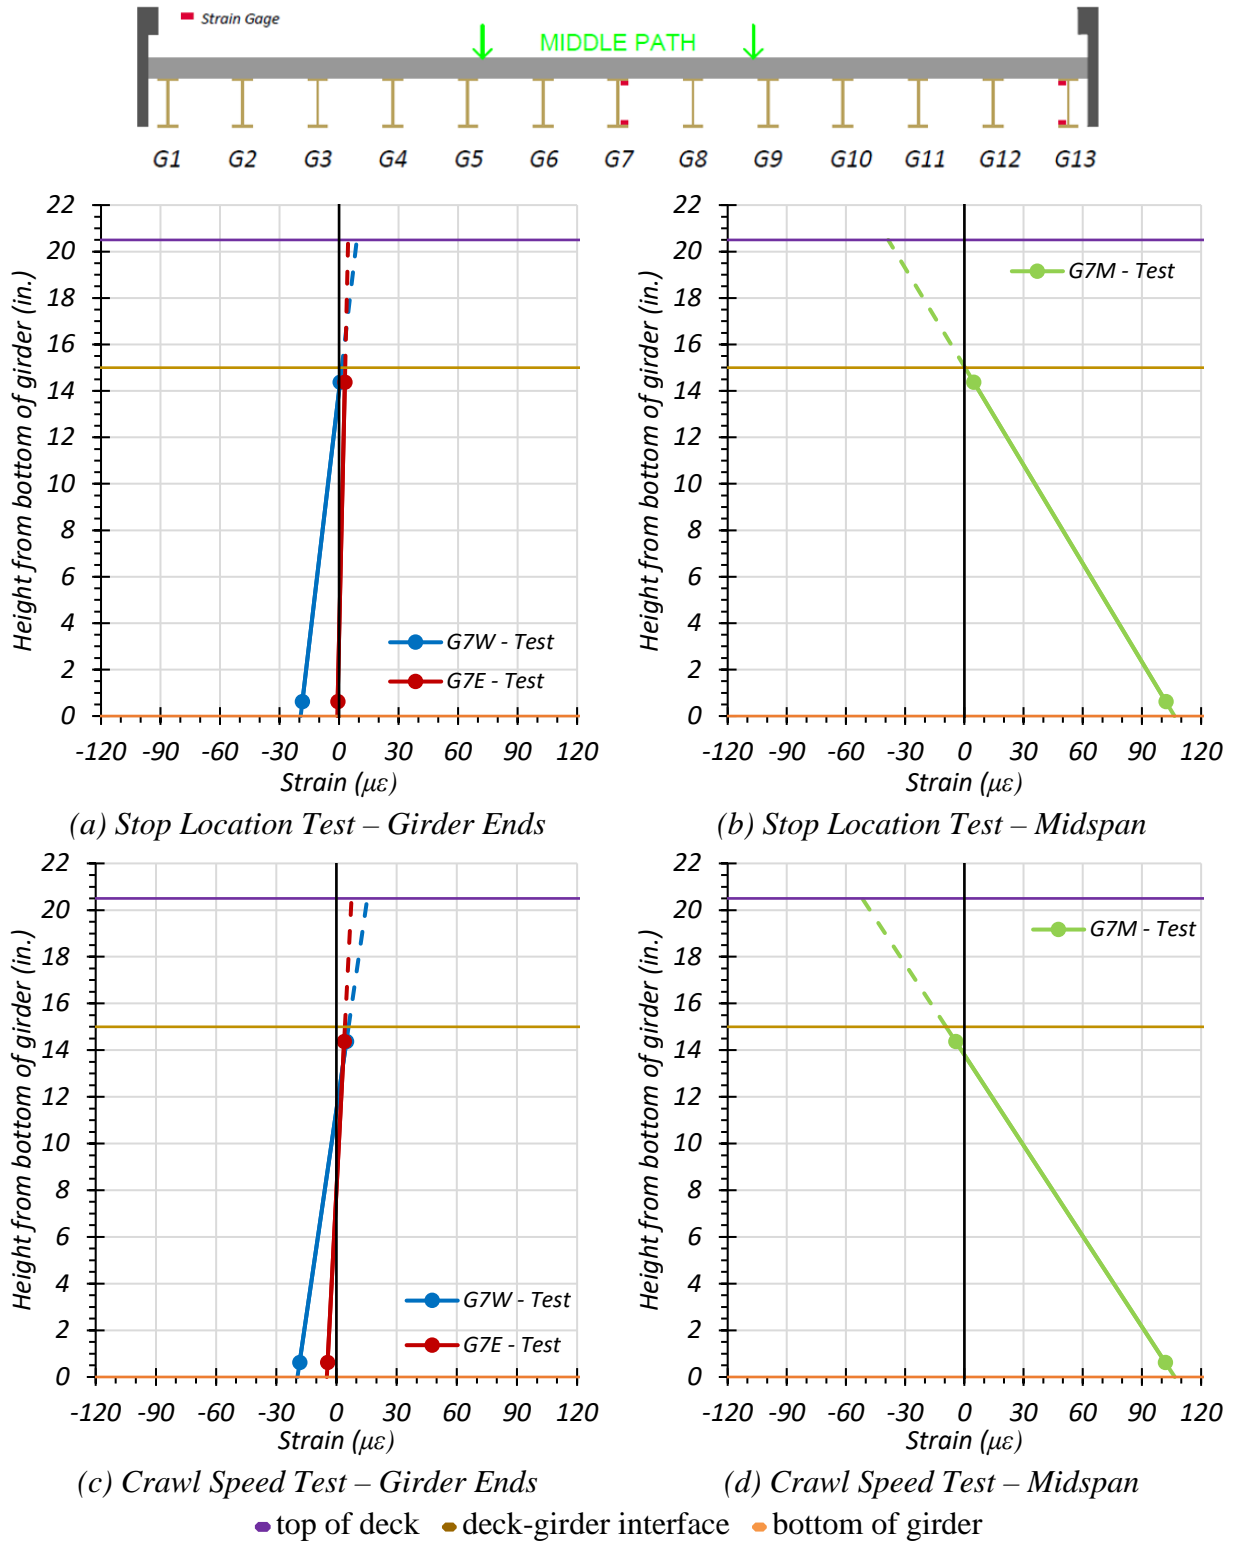 Strain Gage
MIDDLE PATH
G1 G2 G3 G4 G5 G6 G7 G8 G9 G10 G11 G12 G13
Height from bottom of girder (in.)
22
20
18
16
14
12
10
8
6
4
2
0
G7W - Test
G7E - Test
-120 -90 -60 -30 0 30 60 90 120
Strain (με)
(a) Stop Location Test – Girder Ends
Height from bottom of girder (in.)
22
20
18
16
14
12
10
8
6
4
2
0
G7M - Test
-120 -90 -60 -30 0 30 60 90 120
Strain (με)
(b) Stop Location Test – Midspan
Height from bottom of girder (in.)
22
20
18
16
14
12
10
8
6
4
2
0
G7W - Test
G7E - Test
-120 -90 -60 -30 0 30 60 90 120
Strain (με)
(c) Crawl Speed Test – Girder Ends
Height from bottom of girder (in.)
22
20
18
16
14
12
10
8
6
4
2
0
G7M - Test
-120 -90 -60 -30 0 30 60 90 120
Strain (με)
(d) Crawl Speed Test – Midspan
top of deck deck-girder interface bottom of girder